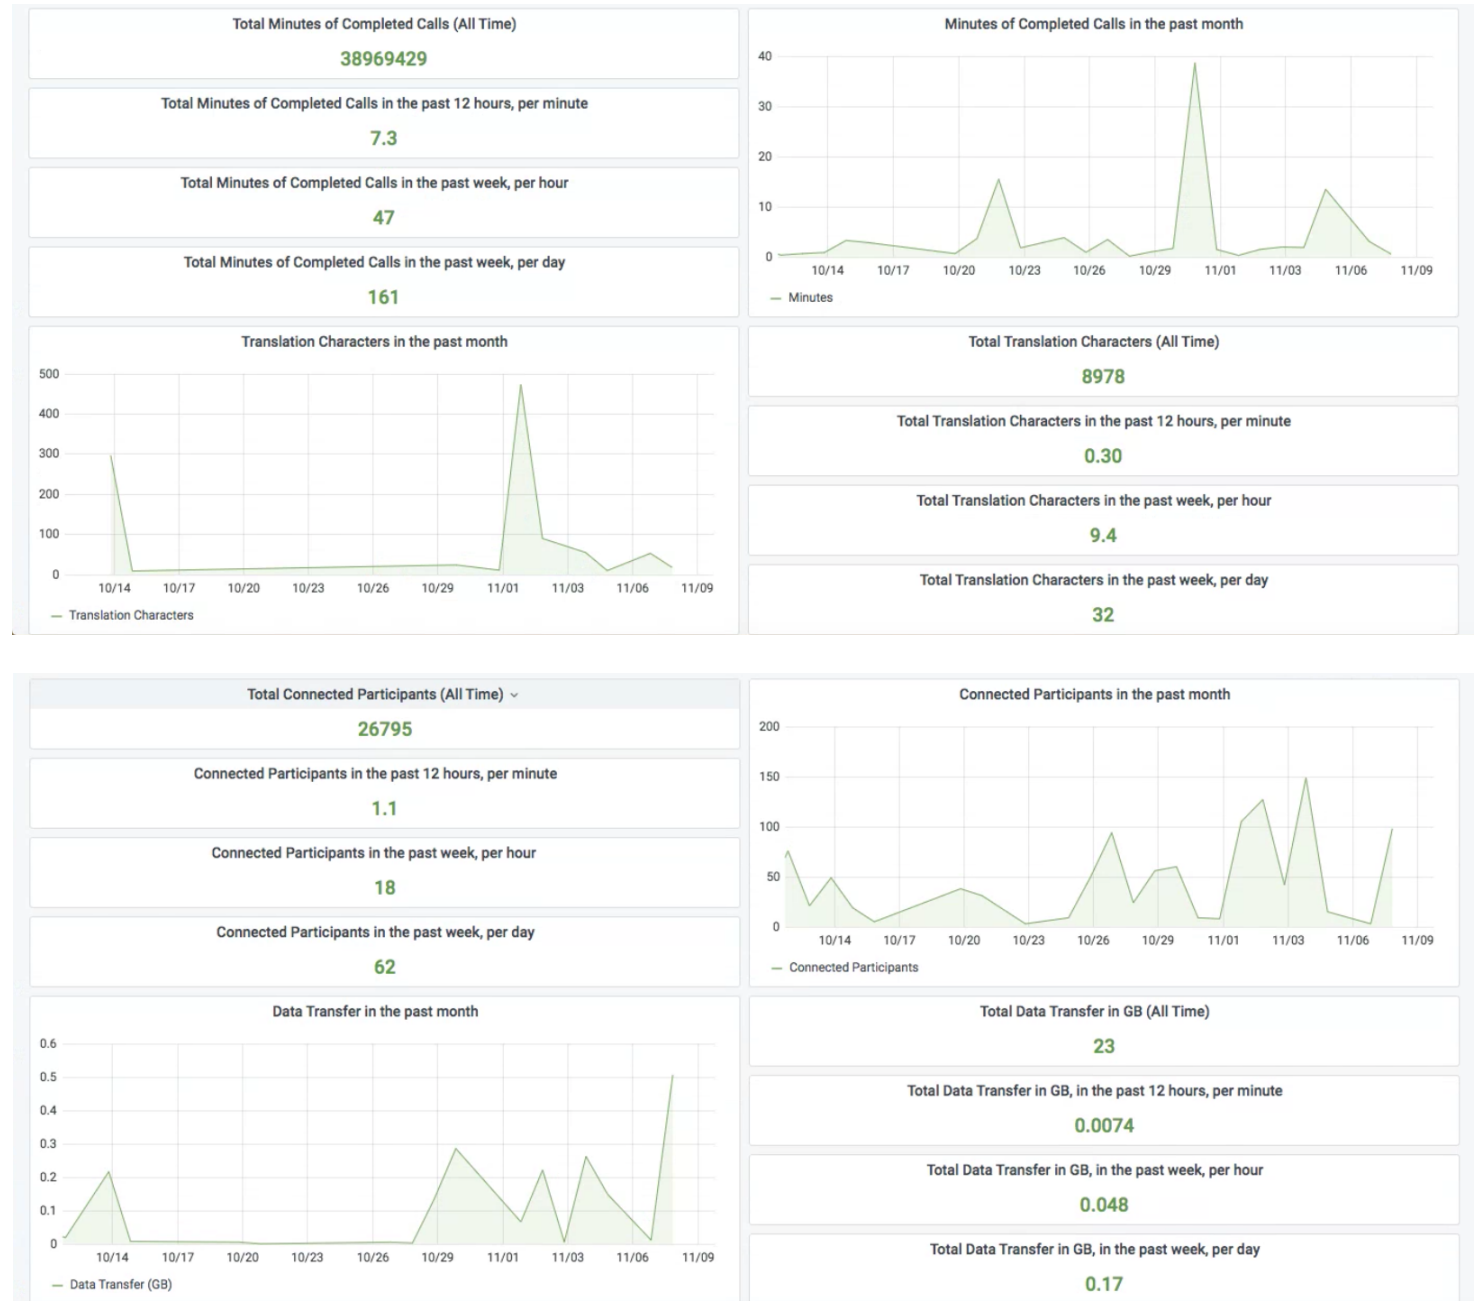 Total Minutes of Completed Calls (All Time)
38969429
Total Minutes of Completed Calls in the past 12 hours, per minute
7.3
Total Minutes of Completed Calls in the past week, per hour
47
Total Minutes of Completed Calls in the past week, per day
161
Minutes of Completed Calls in the past month
40
30
20
10
0
10/14 10/17 10/20 10/23 10/26 10/29 11/01 11/03 11/06 11/09
Minutes
Translation Characters in the past month
500
400
300
200
100
0
10/14 10/17 10/20 10/23 10/26 10/29 11/01 11/03 11/06 11/09
Translation Characters
Total Translation Characters (All Time)
8978
Total Translation Characters in the past 12 hours, per minute
0.30
Total Translation Characters in the past week, per hour
9.4
Total Translation Characters in the past week, per day
32
Total Connected Participants (All Time)
26795
Connected Participants in the past 12 hours, per minute
1.1
Connected Participants in the past week, per hour
18
Connected Participants in the past week, per day
62
Connected Participants in the past month
200
150
100
50
0
10/14 10/17 10/20 10/23 10/26 10/29 11/01 11/03 11/06 11/09
Connected Participants
Data Transfer in the past month
0.6
0.5
0.4
0.3
0.2
0.1
0
10/14 10/17 10/20 10/23 10/26 10/29 11/01 11/03 11/06 11/09
Data Transfer (GB)
Total Data Transfer in GB (All Time)
23
Total Data Transfer in GB, in the past 12 hours, per minute
0.0074
Total Data Transfer in GB, in the past week, per hour
0.048
Total Data Transfer in GB, in the past week, per day
0.17